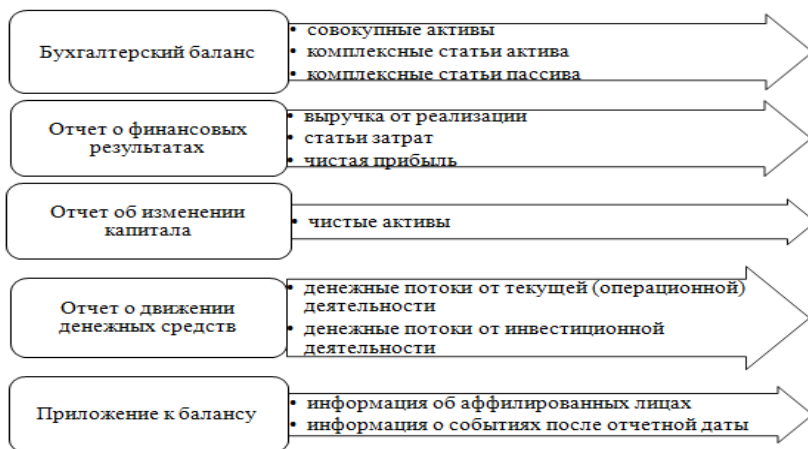 Бухгалтерский баланс
• совокупные активы
• комплексные статьи актива
• комплексные статьи пассива
Отчет о финансовых
результатах
• выручка от реализации
• статьи затрат
• чистая прибыль
Отчет об изменении
капитала
• чистые активы
Отчет о движении
денежных средств
• денежные потоки от текущей (операционной)
деятельности
• денежные потоки от инвестиционной
деятельности
Приложение к балансу
• информация об аффилированных лицах
• информация о событиях после отчетной даты